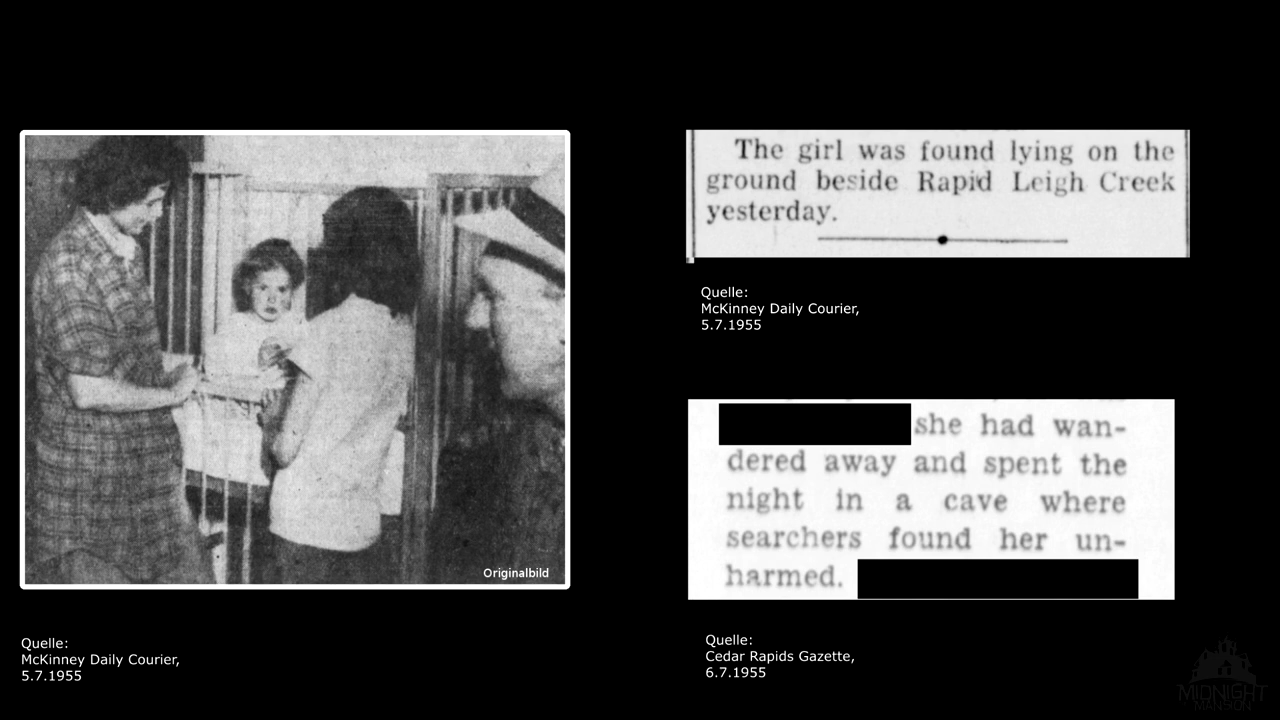 Originalbild
Quelle:
McKinney Daily Courier,
5.7.1955
The girl was found lying on the
ground beside Rapid Leigh Creek
yesterday.
Quelle:
McKinney Daily Courier,
5.7.1955
she had wan-
dered away and spent the
night in a cave where
searchers found her un-
harmed.
Quelle:
Cedar Rapids Gazette,
6.7.1955
MIDNIGHT
MANSION